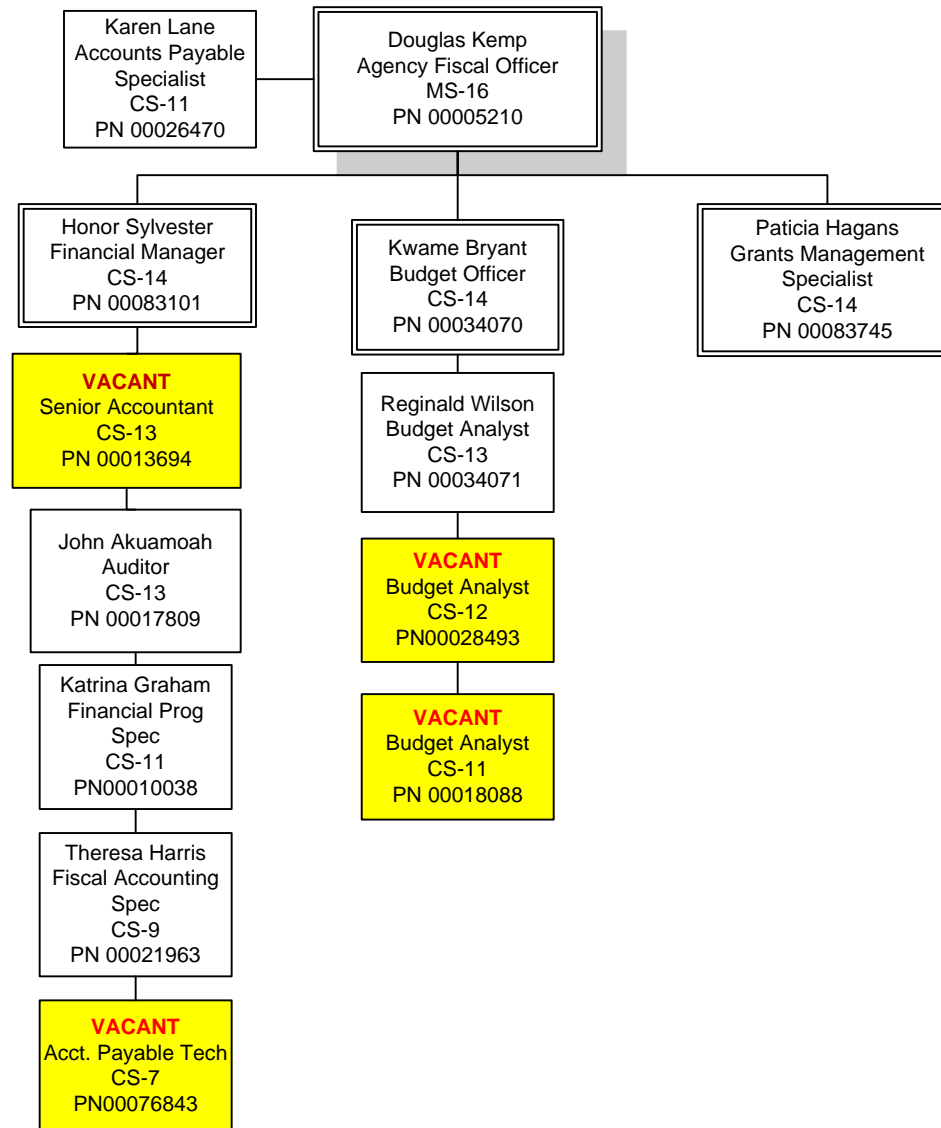 Karen Lane
Accounts Payable
Specialist
CS-11
PN 00026470
Douglas Kemp
Agency Fiscal Officer
MS-16
PN 00005210
Honor Sylvester
Financial Manager
CS-14
PN 00083101
Kwame Bryant
Budget Officer
CS-14
PN 00034070
Paticia Hagans
Grants Management
Specialist
CS-14
PN 00083745
VACANT
Senior Accountant
CS-13
PN 00013694
John Akuamoah
Auditor
CS-13
PN 00017809
Katrina Graham
Financial Prog
Spec
CS-11
PN00010038
Theresa Harris
Fiscal Accounting
Spec
CS-9
PN 00021963
VACANT
Acct. Payable Tech
CS-7
PN00076843
Reginald Wilson
Budget Analyst
CS-13
PN 00034071
VACANT
Budget Analyst
CS-12
PN00028493
VACANT
Budget Analyst
CS-11
PN 00018088